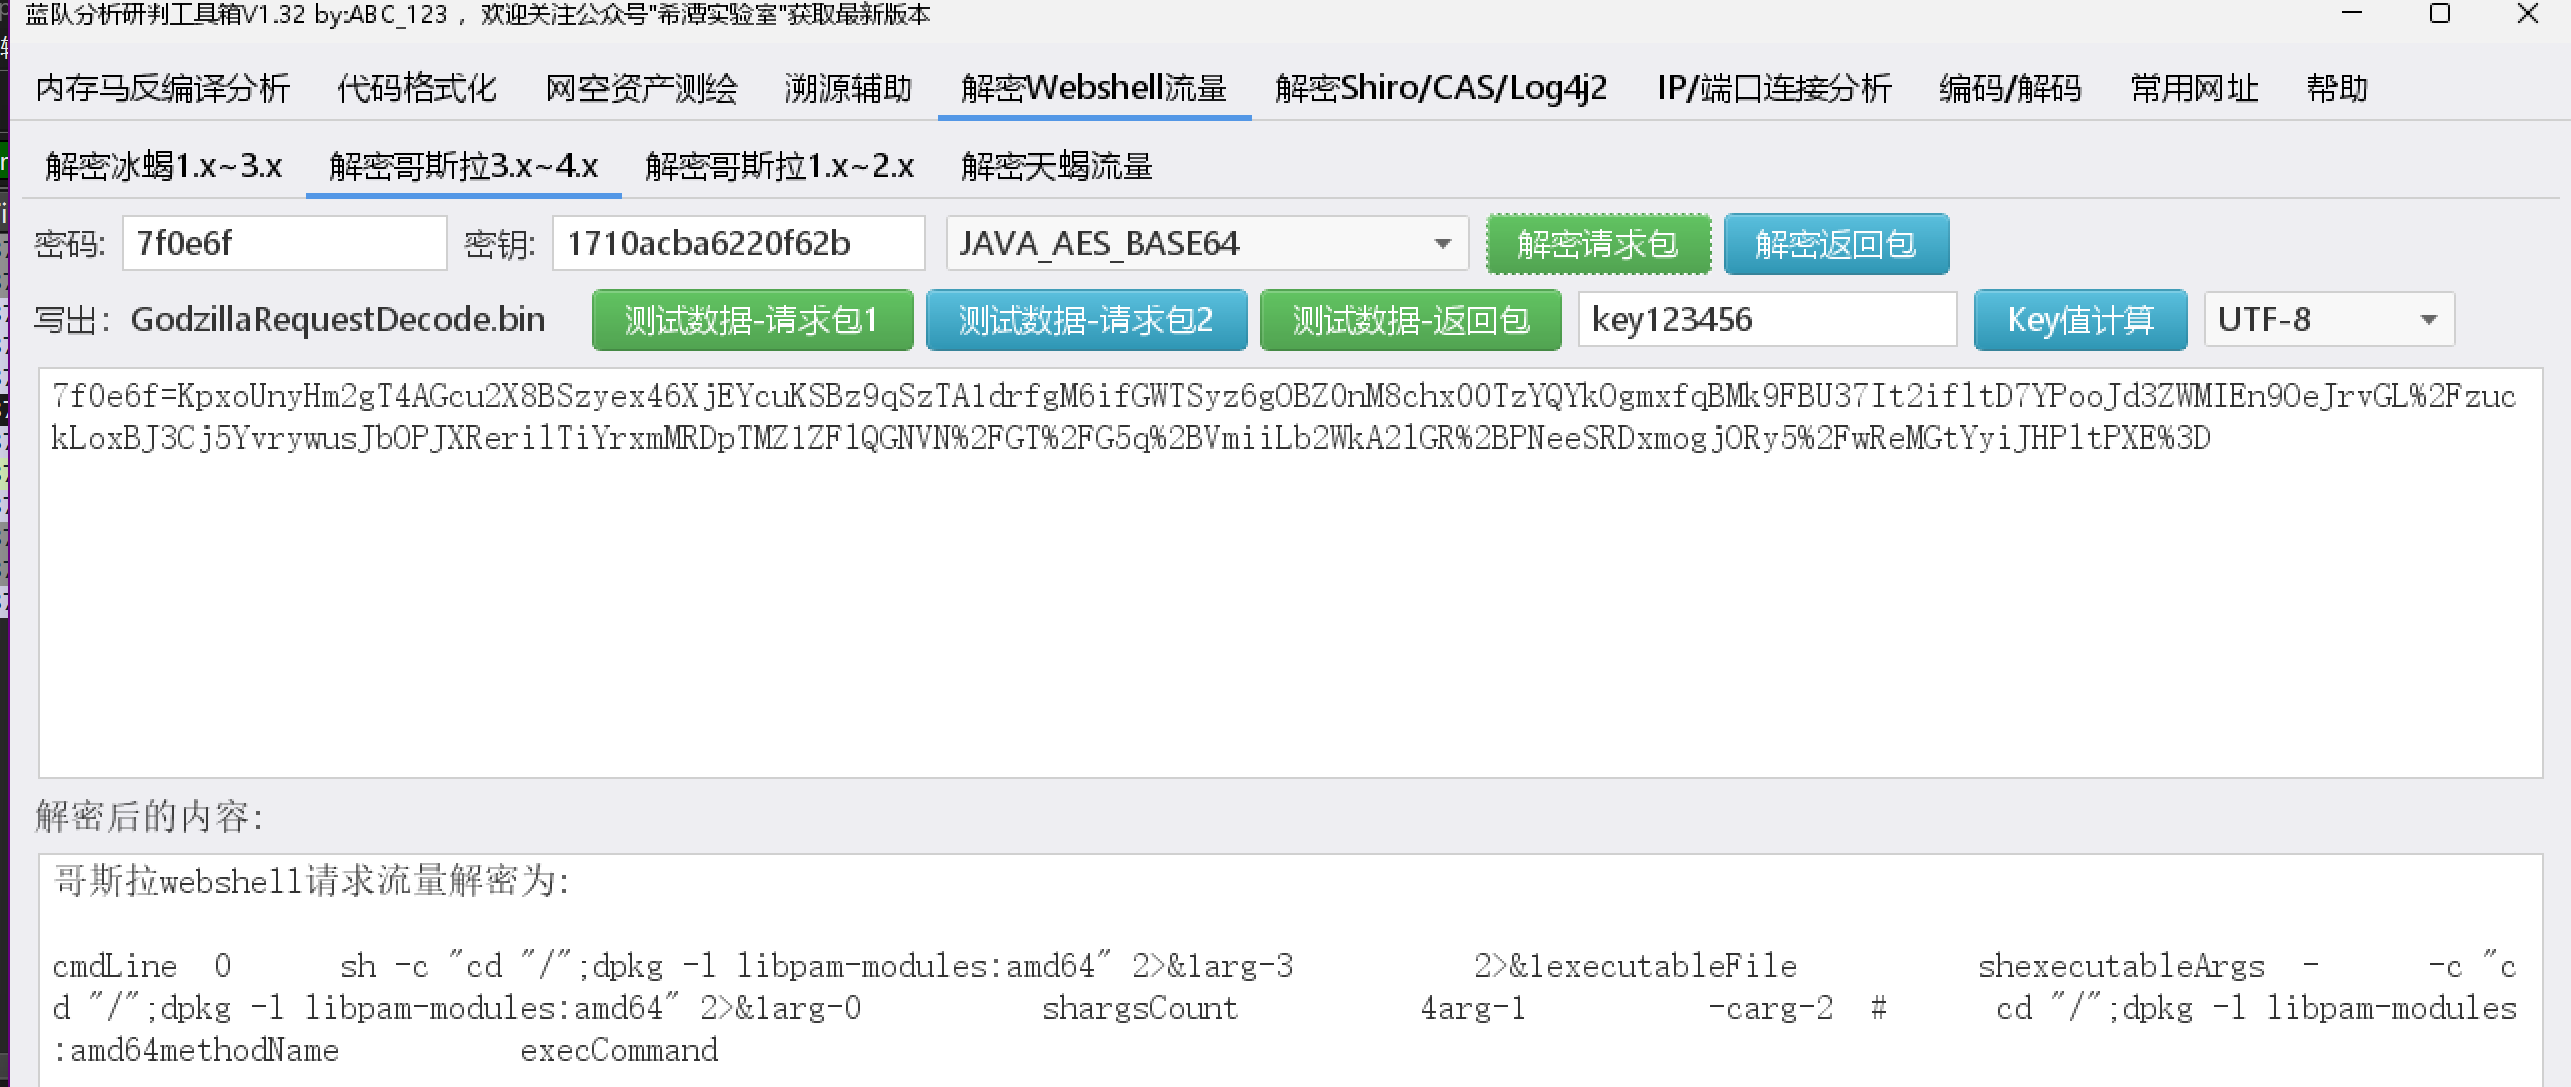 蓝队分析研判工具箱V1.32 by:ABC_123 ，欢迎关注公众号"希潭实验室"获取最新版本
内存马反编译分析 代码格式化 网空资产测绘 溯源辅助 解密Webshell流量 解密Shiro/CAS/Log4j2 IP/端口连接分析 编码/解码 常用网址 帮助
解密冰蝎1.x~3.x 解密哥斯拉3.x~4.x 解密哥斯拉1.x~2.x 解密天蝎流量
密码: 7f0e6f 密钥: 1710acba6220f62b JAVA_AES_BASE64 解密请求包 解密返回包
写出: GodzillaRequestDecode.bin 测试数据-请求包1 测试数据-请求包2 测试数据-返回包 key123456 Key值计算 UTF-8
7f0e6f=KpxoUnyHm2gT4AGcu2X8BSzyex46XjEYcuKSBz9qSzTAldrfgM6ifGWTSyz6gOBZ0nM8chx00TzYQYkOgmxfqBMk9FBU37It2ifltD7YPooJd3ZWMIEn9OeJrvGL%2Fzuc
kLoxBJ3Cj5YvrywusJbOPJXRerilTiYrxmMRDpTMZ1ZFlQGNVN%2FGT%2FG5q%2BVmiiLb2WkA2lGR%2BPNeeSRDxmogjORy5%2FwReMGtYyiJHPltPXE%3D
解密后的内容:
哥斯拉webshell请求流量解密为:
cmdLine 0 sh -c "cd "/";dpkg -l libpam-modules:amd64" 2>&1arg-3 2>&1executableFile shexecutableArgs - -c "c
d "/";dpkg -l libpam-modules:amd64" 2>&1arg-0 shargsCount 4arg-1 -carg-2 # cd "/";dpkg -l libpam-modules
:amd64methodName execCommand